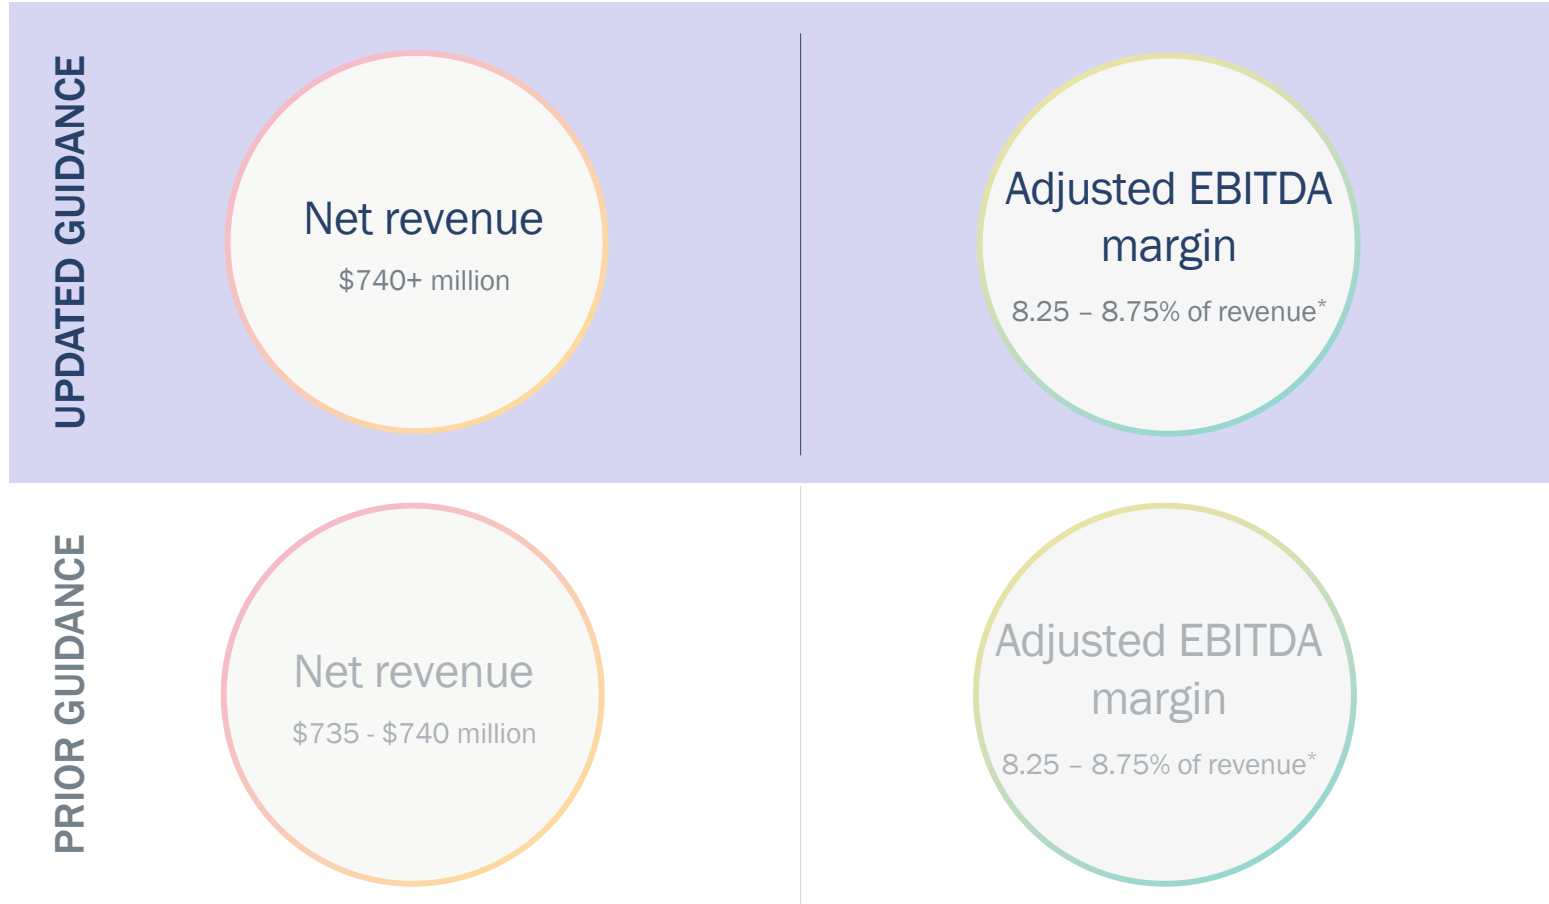 UPDATED GUIDANCE
Net revenue
$740+ million
Adjusted EBITDA
margin
8.25 – 8.75% of revenue*
PRIOR GUIDANCE
Net revenue
$735 - $740 million
Adjusted EBITDA
margin
8.25 – 8.75% of revenue*